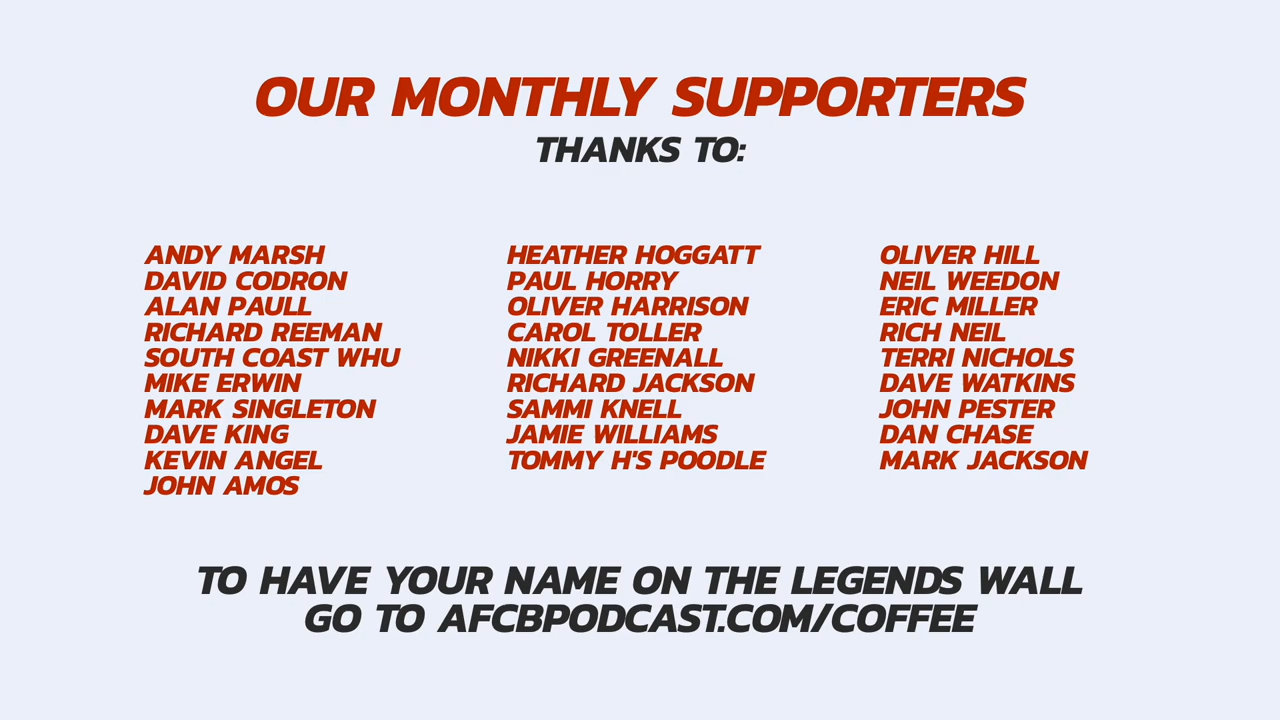 OUR MONTHLY SUPPORTERS
THANKS TO:
ANDY MARSH
DAVID CODRON
ALAN PAULL
RICHARD REEMAN
SOUTH COAST WHU
MIKE ERWIN
MARK SINGLETON
DAVE KING
KEVIN ANGEL
JOHN AMOS
HEATHER HOGGATT
PAUL HORRY
OLIVER HARRISON
CAROL TOLLER
NIKKI GREENALL
RICHARD JACKSON
SAMMI KNELL
JAMIE WILLIAMS
TOMMY H'S POODLE
OLIVER HILL
NEIL WEEDON
ERIC MILLER
RICH NEIL
TERRI NICHOLS
DAVE WATKINS
JOHN PESTER
DAN CHASE
MARK JACKSON
TO HAVE YOUR NAME ON THE LEGENDS WALL
GO TO AFCBPODCAST.COM/COFFEE